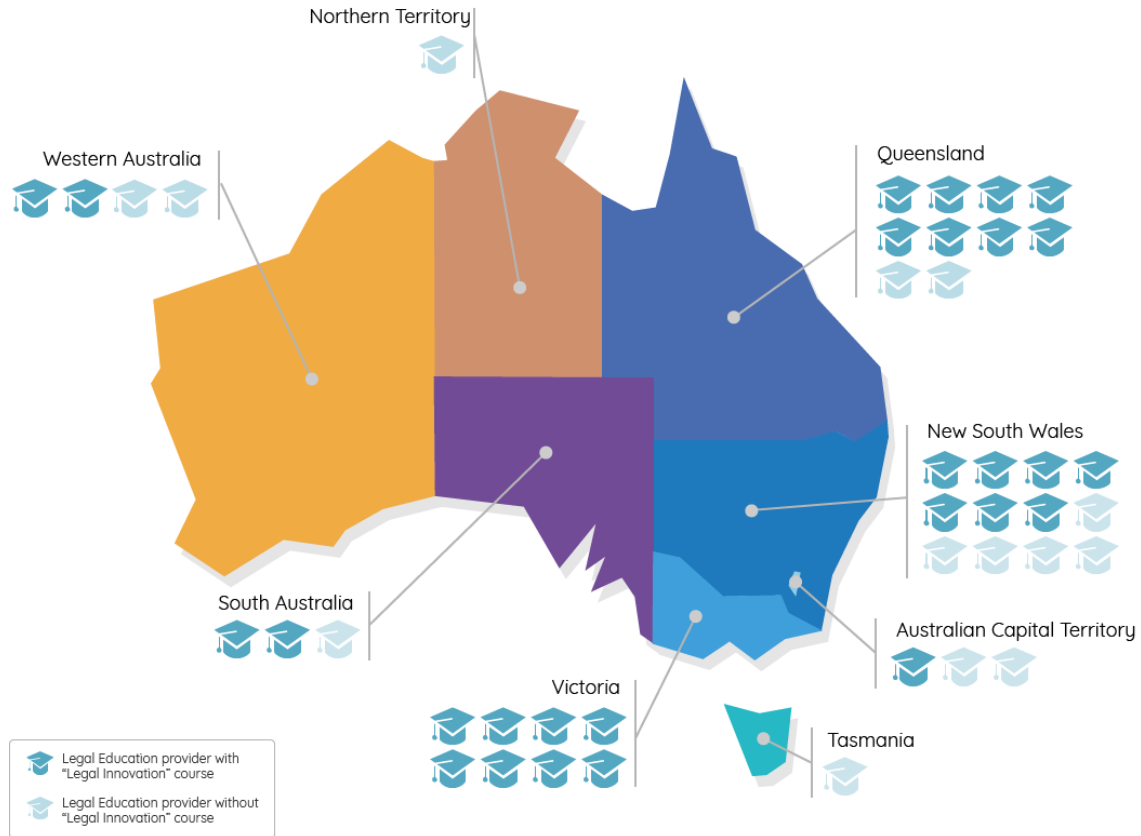 Northern Territory
Western Australia
Queensland
New South Wales
South Australia
Australian Capital Territory
Victoria
Tasmania
Legal Education provider with
“Legal Innovation” course
Legal Education provider without
“Legal Innovation” course